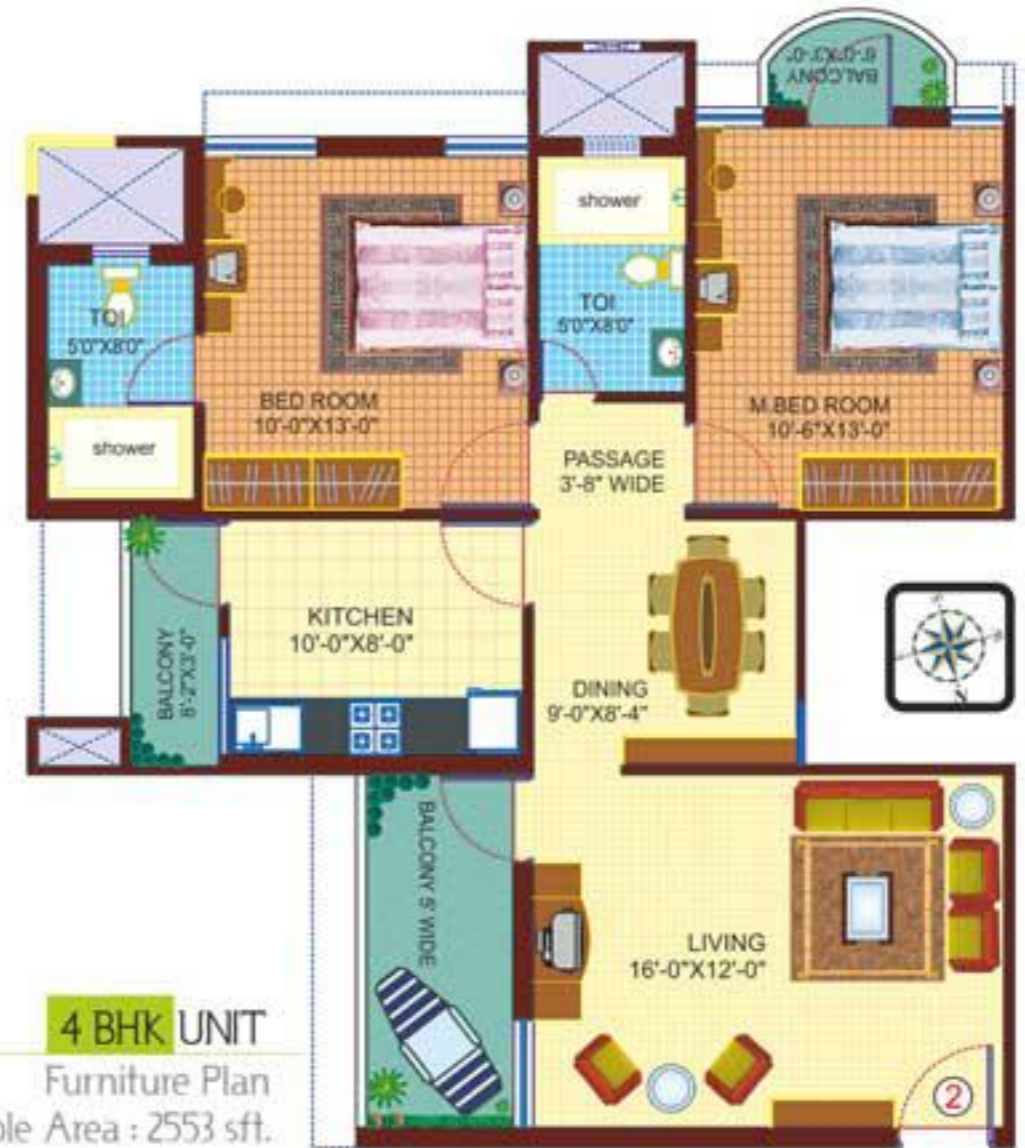 BALCONY
6'-0"X3'-0"
shower
TOI
5'0"X8'0"
shower
BED ROOM
10'-0"X13'-0"
TOI
5'0"X8'0"
M.BED ROOM
10'-6"X13'-0"
PASSAGE
3'-8" WIDE
KITCHEN
10'-0"X8'-0"
BALCONY
8'-2"X3'-0"
DINING
9'-0"X8'-4"
BALCONY 5' WIDE
LIVING
16'-0"X12'-0"
2
4 BHK UNIT
Furniture Plan
Area : 2553 sft.